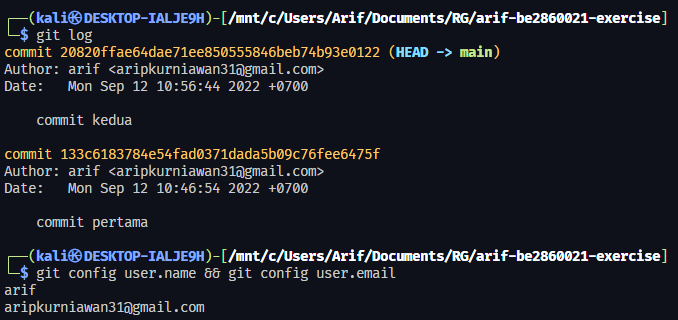 ┌──(kali㉿DESKTOP-IALJE9H)-[/mnt/c/Users/Arif/Documents/RG/arif-be2860021-exercise]
└─$ git log
commit 20820ffae64dae71ee850555846beb74b93e0122 (HEAD -> main)
Author: arif <aripkurniawan31@gmail.com>
Date:   Mon Sep 12 10:56:44 2022 +0700

    commit kedua

commit 133c6183784e54fad0371dada5b09c76fee6475f
Author: arif <aripkurniawan31@gmail.com>
Date:   Mon Sep 12 10:46:54 2022 +0700

    commit pertama

┌──(kali㉿DESKTOP-IALJE9H)-[/mnt/c/Users/Arif/Documents/RG/arif-be2860021-exercise]
└─$ git config user.name && git config user.email
arif
aripkurniawan31@gmail.com